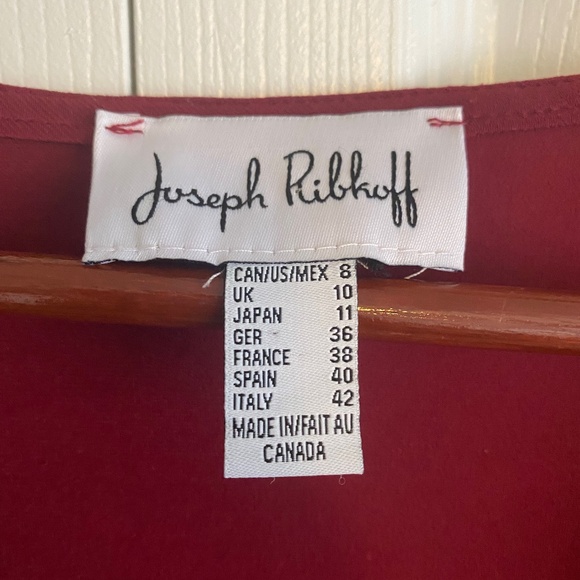 Joseph Ribkoff
CAN/US/MEX 8
UK 10
JAPAN 11
GER 36
FRANCE 38
SPAIN 40
ITALY 42
MADE IN/FAIT AU
CANADA